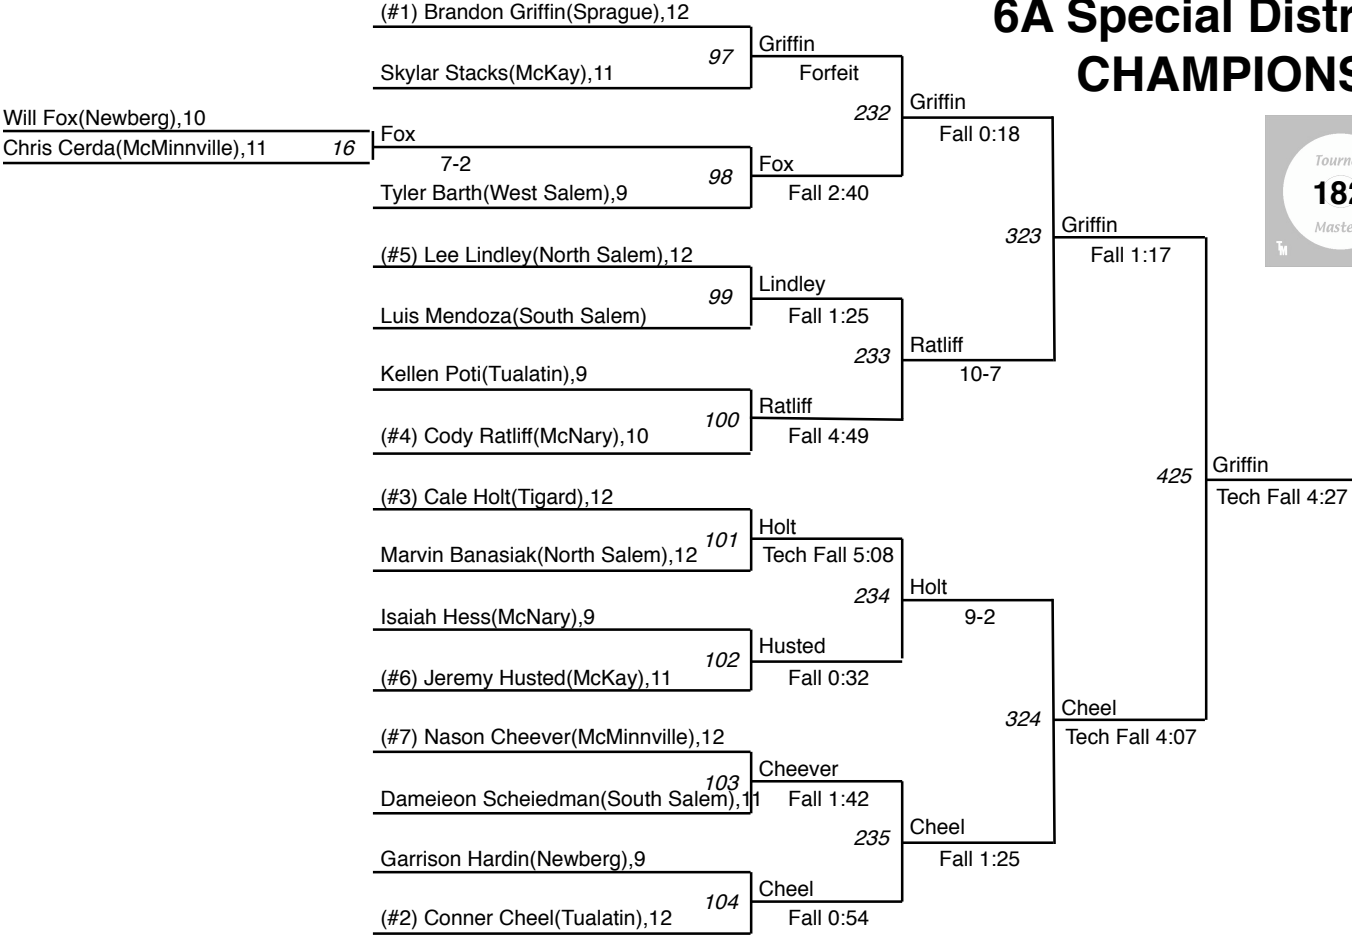 6A Special Distr
CHAMPIONS
Tourn
182
Maste
TM
Will Fox(Newberg),10
Chris Cerda(McMinnville),11
16
(#1) Brandon Griffin(Sprague),12
Skylar Stacks(McKay),11
97
Fox
7-2
Tyler Barth(West Salem),9
98
(#5) Lee Lindley(North Salem),12
Luis Mendoza(South Salem)
99
Kellen Poti(Tualatin),9
(#4) Cody Ratliff(McNary),10
100
(#3) Cale Holt(Tigard),12
Marvin Banasiak(North Salem),12
101
Isaiah Hess(McNary),9
(#6) Jeremy Husted(McKay),11
102
(#7) Nason Cheever(McMinnville),12
Dameieon Scheiedman(South Salem),11
103
Garrison Hardin(Newberg),9
(#2) Conner Cheel(Tualatin),12
104
Griffin
Forfeit
232
Fox
Fall 2:40
Lindley
Fall 1:25
233
Ratliff
Fall 4:49
Holt
Tech Fall 5:08
234
Husted
Fall 0:32
Cheever
Fall 1:42
235
Cheel
Fall 0:54
Griffin
Fall 0:18
323
Ratliff
10-7
Holt
9-2
324
Cheel
Fall 1:25
Griffin
Fall 1:17
425
Cheel
Tech Fall 4:07
Griffin
Tech Fall 4:27